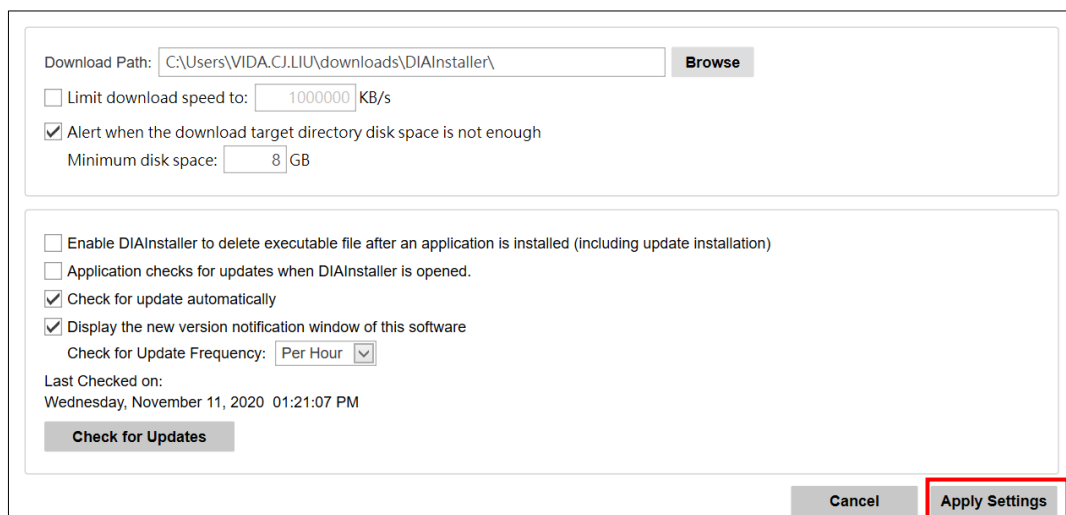 Download Path: C:\Users\VIDA.CJ.LIU\downloads\DIAInstaller\ Browse
Limit download speed to: 1000000 KB/s
Alert when the download target directory disk space is not enough
Minimum disk space: 8 GB
Enable DIAInstaller to delete executable file after an application is installed (including update installation)
Application checks for updates when DIAInstaller is opened.
Check for update automatically
Display the new version notification window of this software
Check for Update Frequency: Per Hour
Last Checked on:
Wednesday, November 11, 2020 01:21:07 PM
Check for Updates
Cancel Apply Settings